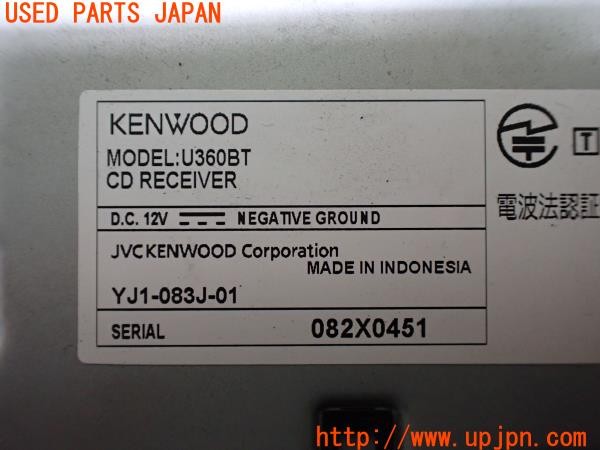 USED PARTS JAPAN
KENWOOD
MODEL:U360BT
CD RECEIVER
D.C. 12V NEGATIVE GROUND
JVCKENWOOD Corporation
MADE IN INDONESIA
YJ1-083J-01
SERIAL 082X0451
T
電波法認証
http://www.upjpn.com